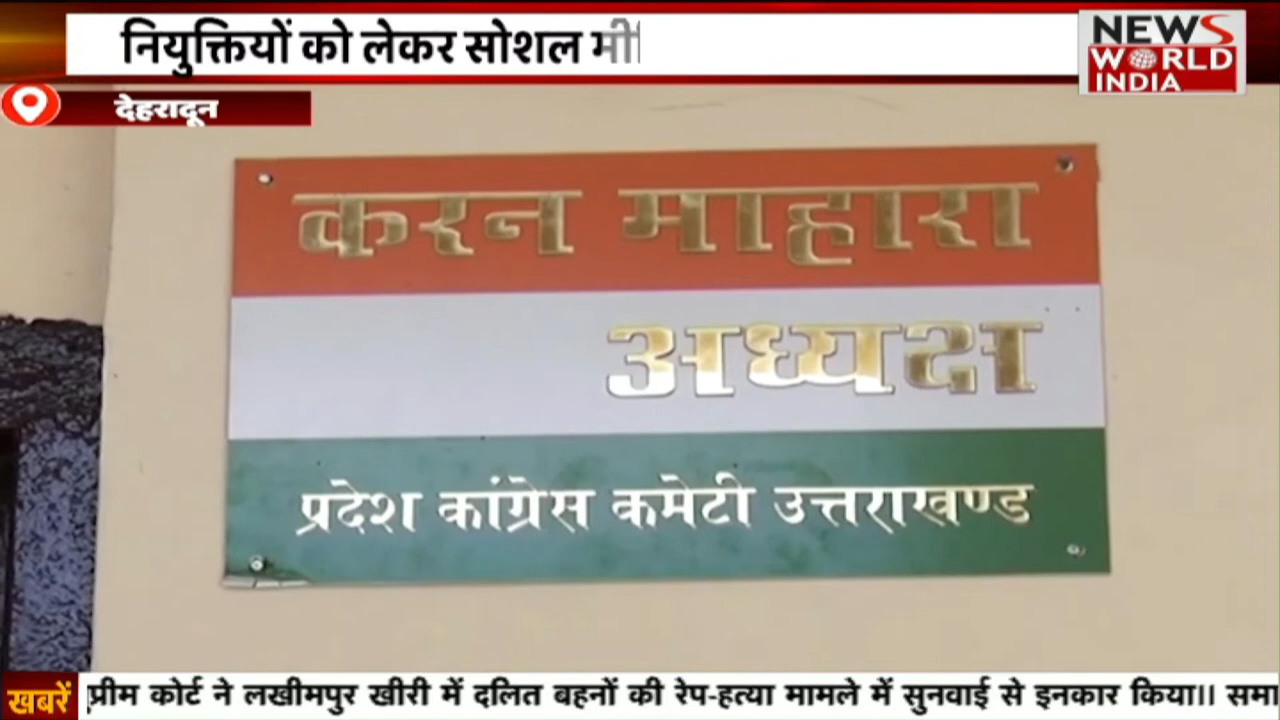 नियुक्तियों को लेकर सोशल
NEWS
WORLD
INDIA
देहरादून
करन माहारा
अध्यक्ष
प्रदेश कांग्रेस कमेटी उत्तराखण्ड
खबरें
प्रीम कोर्ट ने लखीमपुर खीरी में दलित बहनों की रेप-हत्या मामले में सुनवाई से इनकार किया।। समा